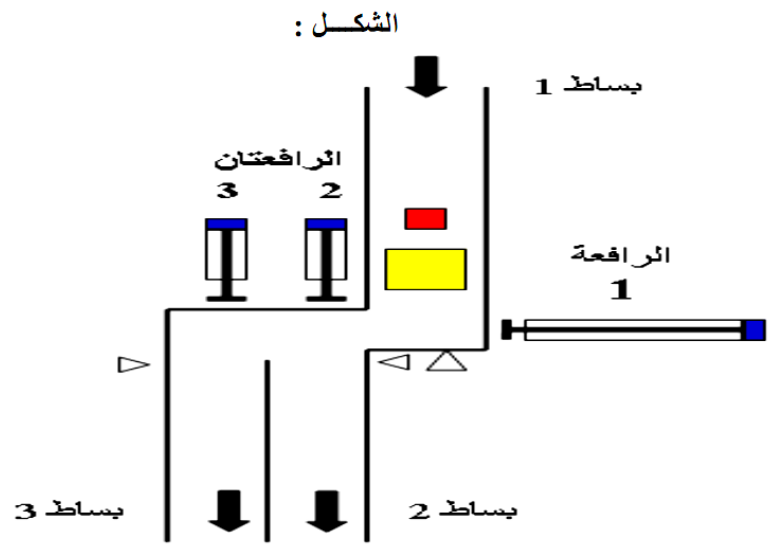 الشكـــل :
بساط 1
الرافعتان
3 2
الرافعة
1
بساط 3
بساط 2